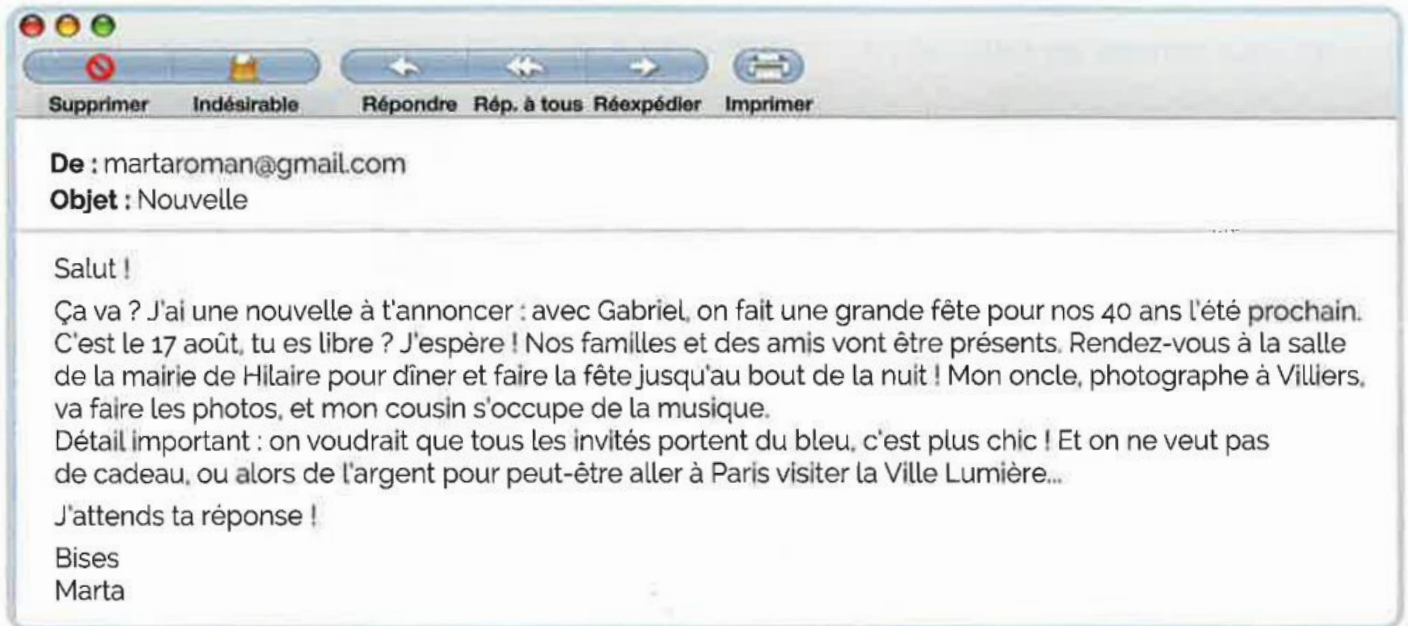 Supprimer Indésirable Répondre Rép. à tous Réexpédier Imprimer
De : martaroman@gmail.com
Objet : Nouvelle
Salut !
Ça va ? J'ai une nouvelle à t'annoncer : avec Gabriel, on fait une grande fête pour nos 40 ans l'été prochain.
C'est le 17 août, tu es libre ? J'espère ! Nos familles et des amis vont être présents. Rendez-vous à la salle
de la mairie de Hilaire pour dîner et faire la fête jusqu'au bout de la nuit ! Mon oncle, photographe à Villiers,
va faire les photos, et mon cousin s'occupe de la musique.
Détail important : on voudrait que tous les invités portent du bleu, c'est plus chic ! Et on ne veut pas
de cadeau, ou alors de l'argent pour peut-être aller à Paris visiter la Ville Lumière...
J'attends ta réponse !
Bises
Marta